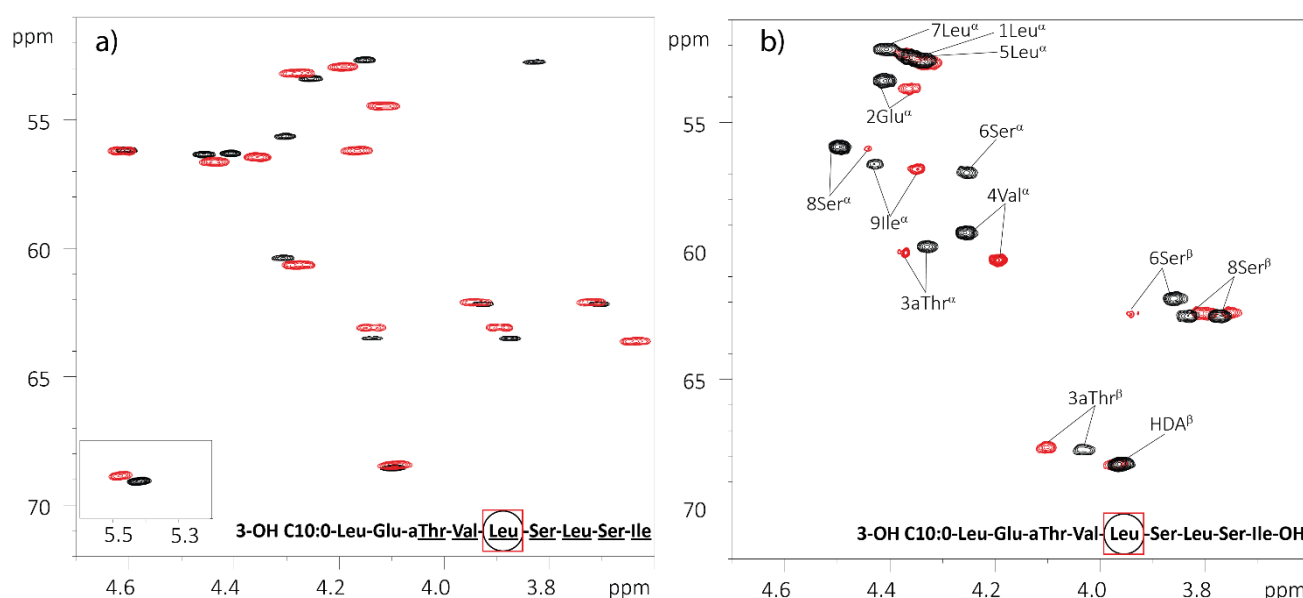 ppm
a)
55
60
65
70
5.5 5.3
3-OH C10:0-Leu-Glu-aThr-Val-Leu-Ser-Leu-Ser-Ile
4.6 4.4 4.2 4.0 3.8 ppm
ppm
b)
55
60
65
70
7Leuα
1Leuα
5Leuα
2Gluα
6Serα
8Serα
9Ileα
4Valα
3aThrα
6Serβ
8Serβ
3aThrβ
HDAβ
3-OH C10:0-Leu-Glu-aThr-Val-Leu-Ser-Leu-Ser-Ile-OH
4.6 4.4 4.2 4.0 3.8 ppm